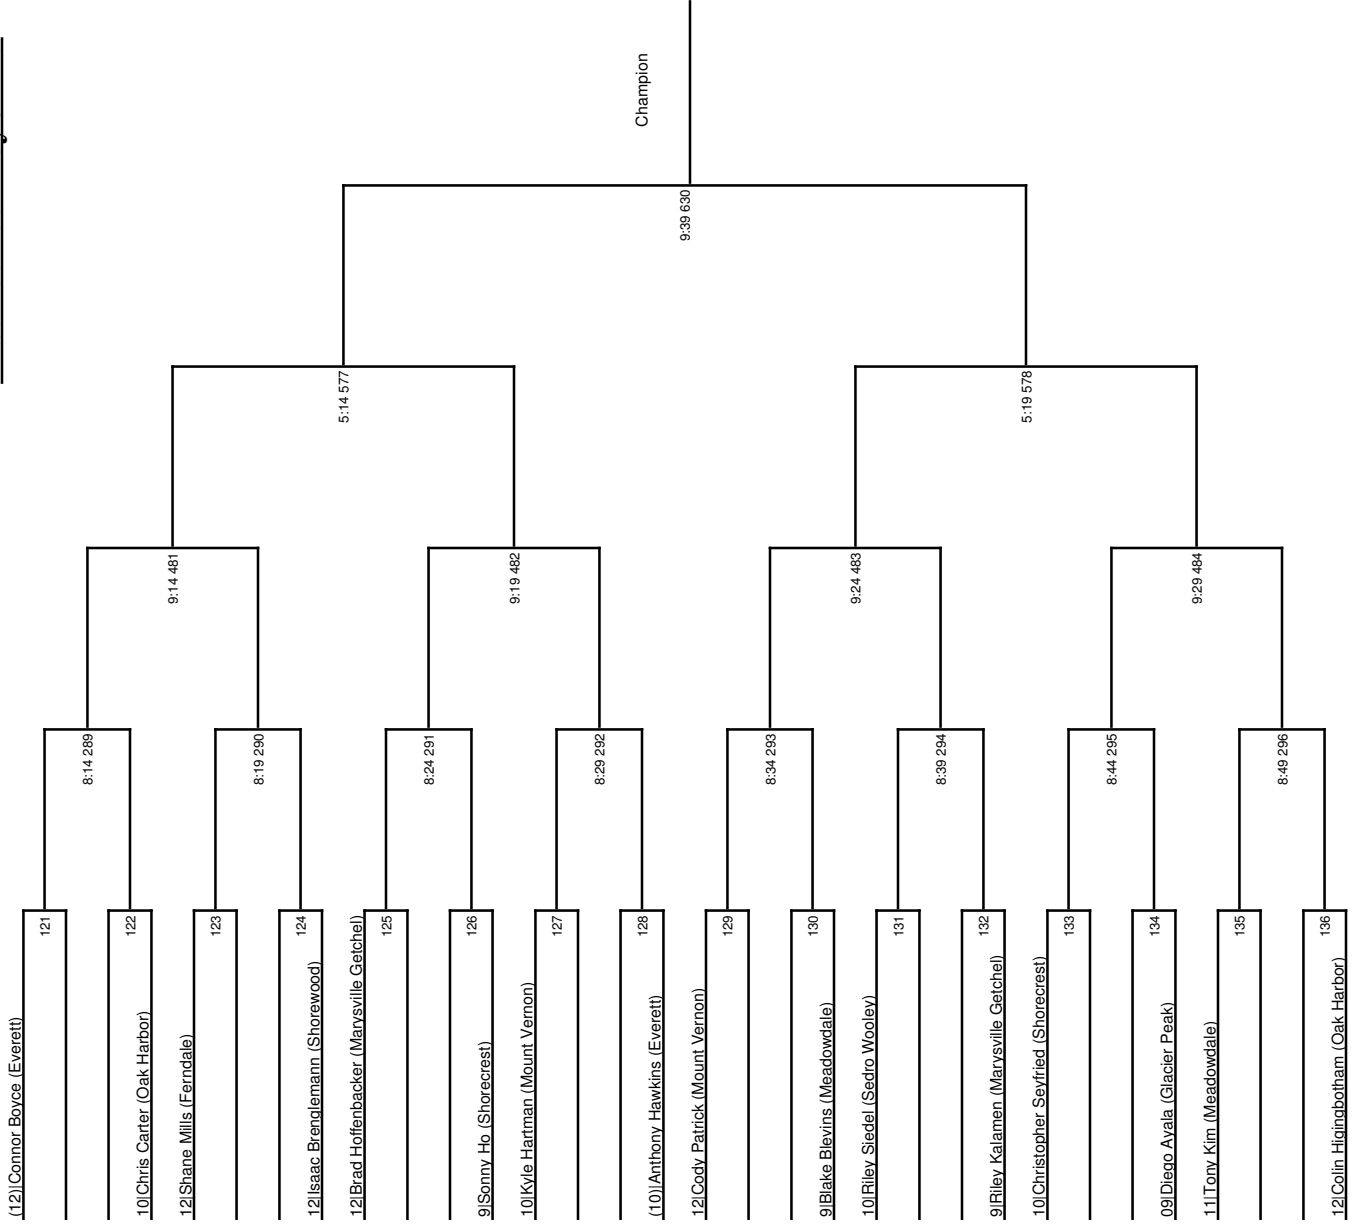 Champion
9:39 630
5:14 577
5:19 578
9:14 481
9:19 482
9:24 483
9:29 484
8:14 289
8:19 290
8:24 291
8:29 292
8:34 293
8:39 294
8:44 295
8:49 296
121
122
123
124
125
126
127
128
129
130
131
132
133
134
135
136
(12)|Connor Boyce (Everett)
10|Chris Carter (Oak Harbor)
12|Shane Mills (Ferndale)
12|Isaac Brenglemann (Shorewood)
12|Brad Hoffenbacker (Marysville Getchel)
9|Sonny Ho (Shorecrest)
10|Kyle Hartman (Mount Vernon)
(10)|Anthony Hawkins (Everett)
12|Cody Patrick (Mount Vernon)
9|Blake Blevins (Meadowdale)
10|Riley Siedel (Sedro Wooley)
9|Riley Kalamen (Marysville Getchel)
10|Christopher Seyfried (Shorecrest)
09|Diego Ayala (Glacier Peak)
11|Tony Kim (Meadowdale)
12|Colin Higingbotham (Oak Harbor)